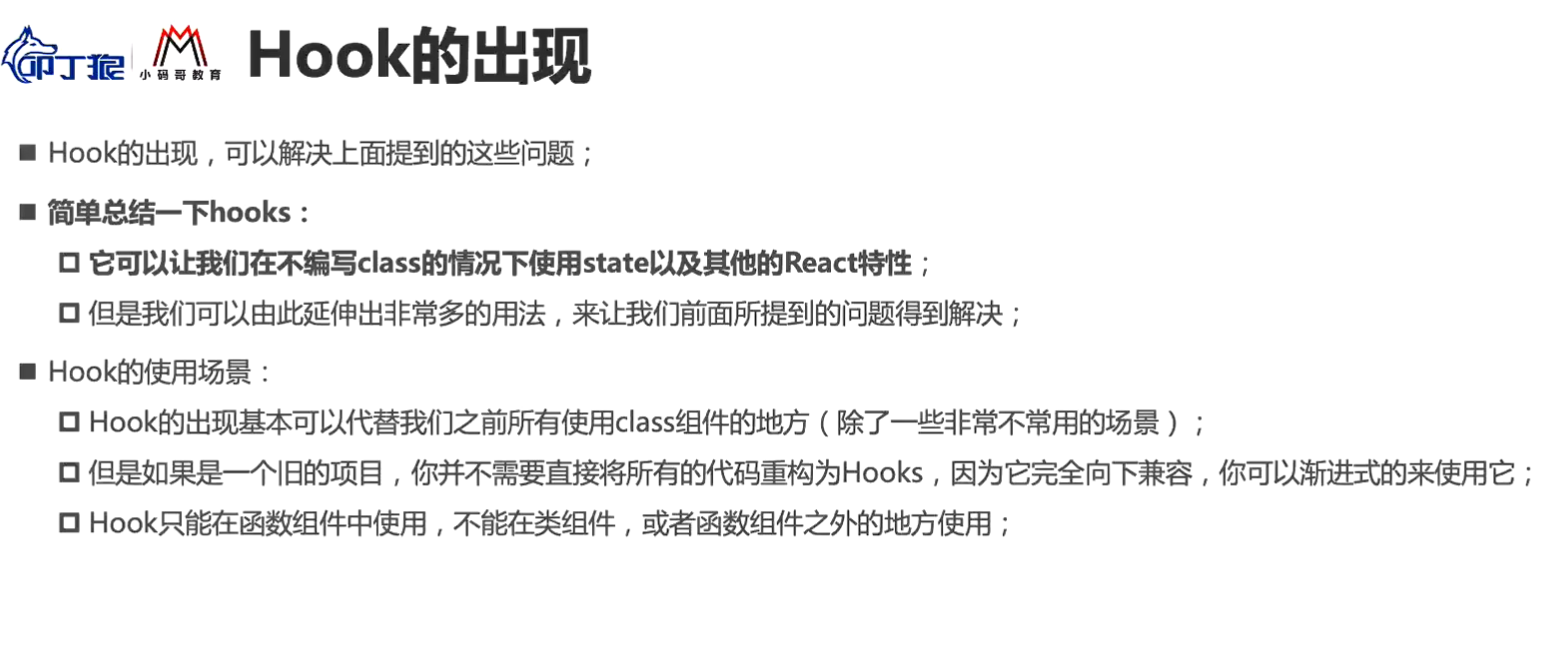 叩丁狼
小码哥教育
Hook的出现
Hook的出现，可以解决上面提到的这些问题；
简单总结一下hooks：
它可以让我们在不编写class的情况下使用state以及其他的React特性；
但是我们可以由此延伸出非常多的用法，来让我们前面所提到的问题得到解决；
Hook的使用场景：
Hook的出现基本可以代替我们之前所有使用class组件的地方（除了一些非常不常用的场景）；
但是如果是一个旧的项目，你并不需要直接将所有的代码重构为Hooks，因为它完全向下兼容，你可以渐进式的来使用它；
Hook只能在函数组件中使用，不能在类组件，或者函数组件之外的地方使用；